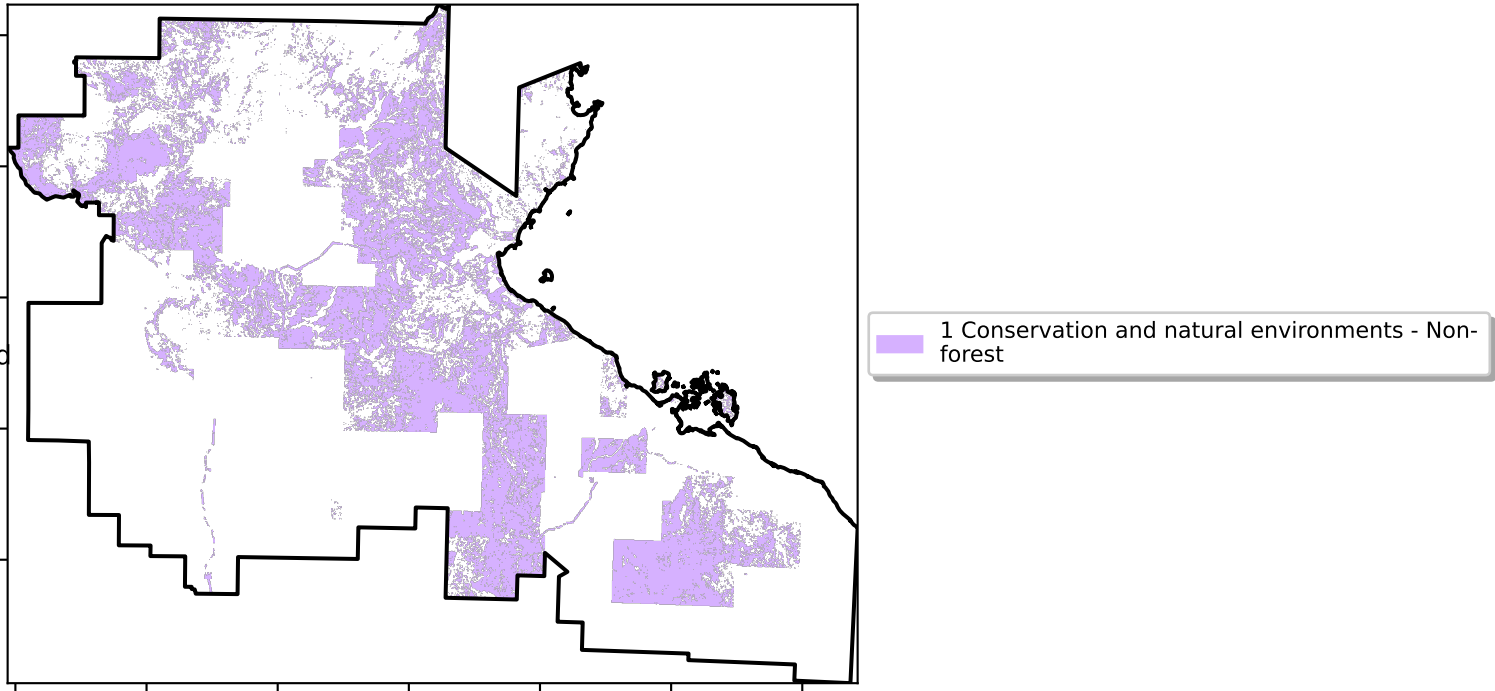 d
1 Conservation and natural environments - Non-
forest